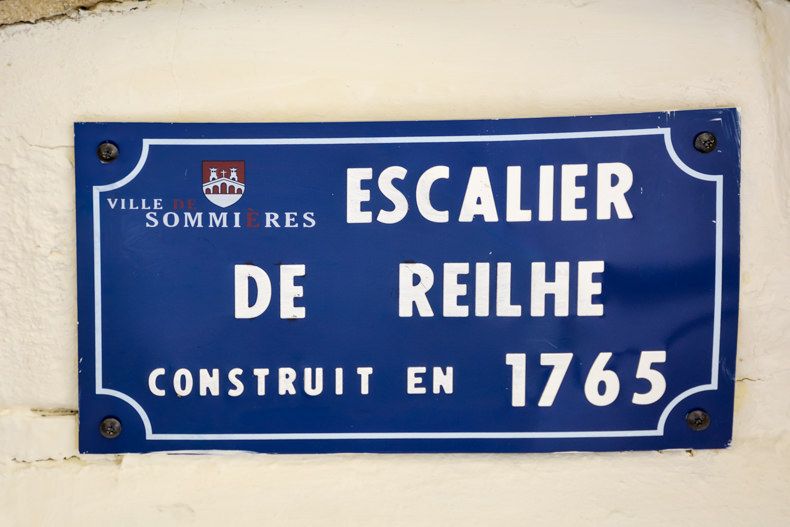 VILLE DE
SOMMIÈRES
ESCALIER
DE REILHE
CONSTRUIT EN 1765